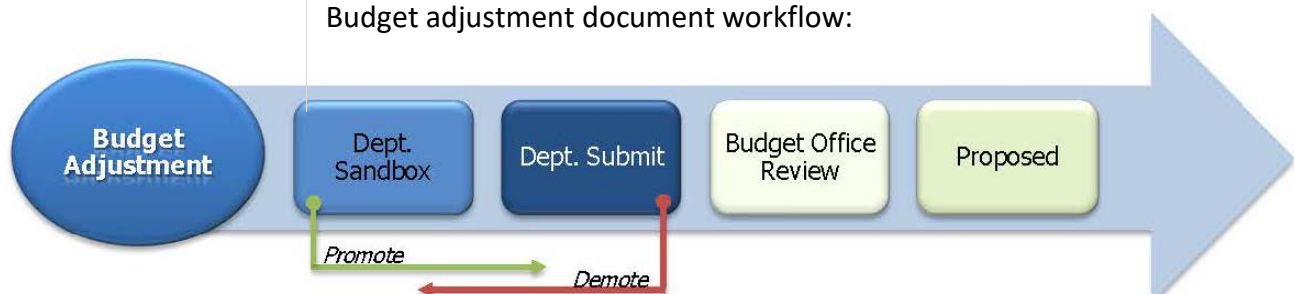 Budget adjustment document workflow:
Budget
Adjustment
Dept.
Sandbox
Dept. Submit
Budget Office
Review
Proposed
Promote
Demote